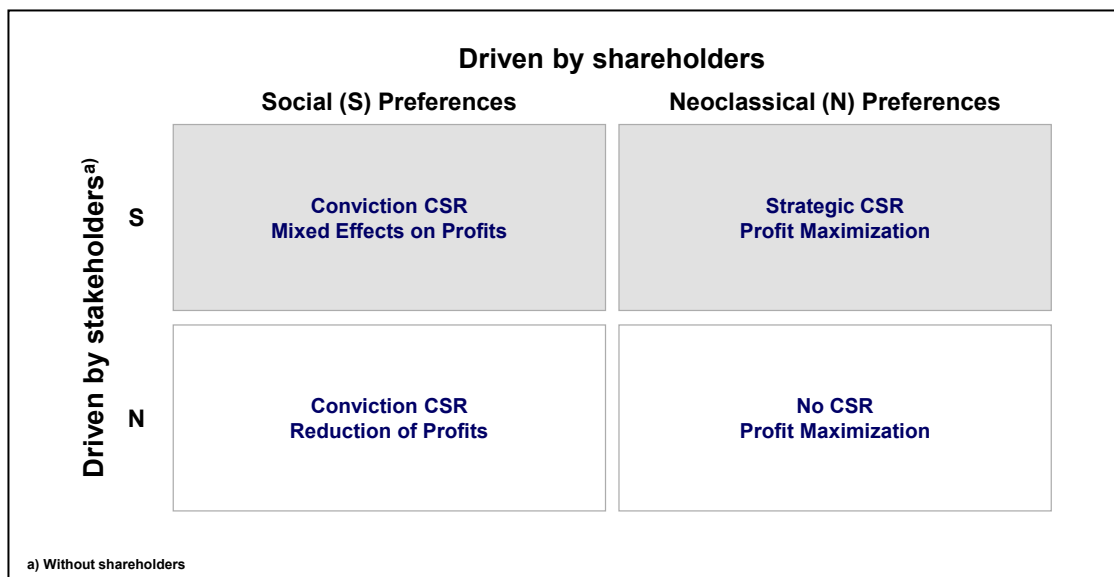 Driven by shareholders
Social (S) Preferences
Neoclassical (N) Preferences
Driven by stakeholdersa)
S
Conviction CSR
Mixed Effects on Profits
Strategic CSR
Profit Maximization
N
Conviction CSR
Reduction of Profits
No CSR
Profit Maximization
a) Without shareholders